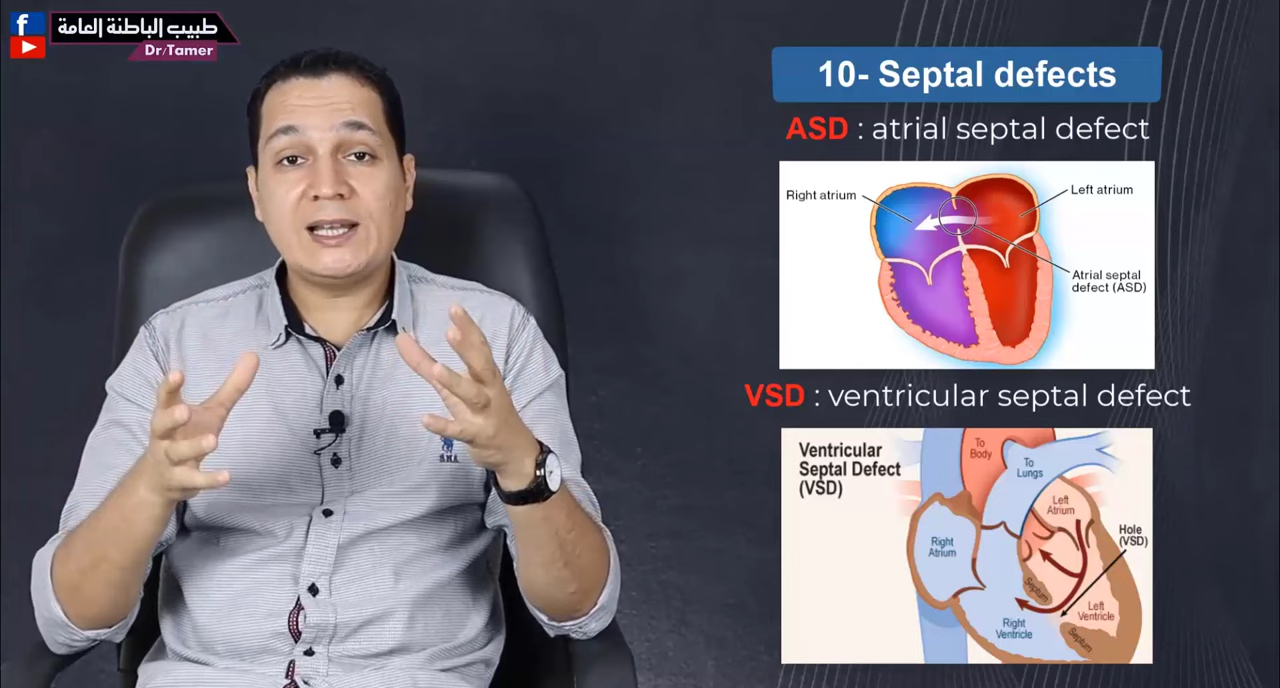 طبيب الباطنة العامة
Dr/Tamer
10- Septal defects
ASD : atrial septal defect
Right atrium
Left atrium
Atrial septal
defect (ASD)
VSD : ventricular septal defect
Ventricular
Septal Defect
(VSD)
To
Body
To
Lungs
Left
Atrium
Right
Atrium
Hole
(VSD)
Septum
Left
Ventricle
Right
Ventricle
Septum